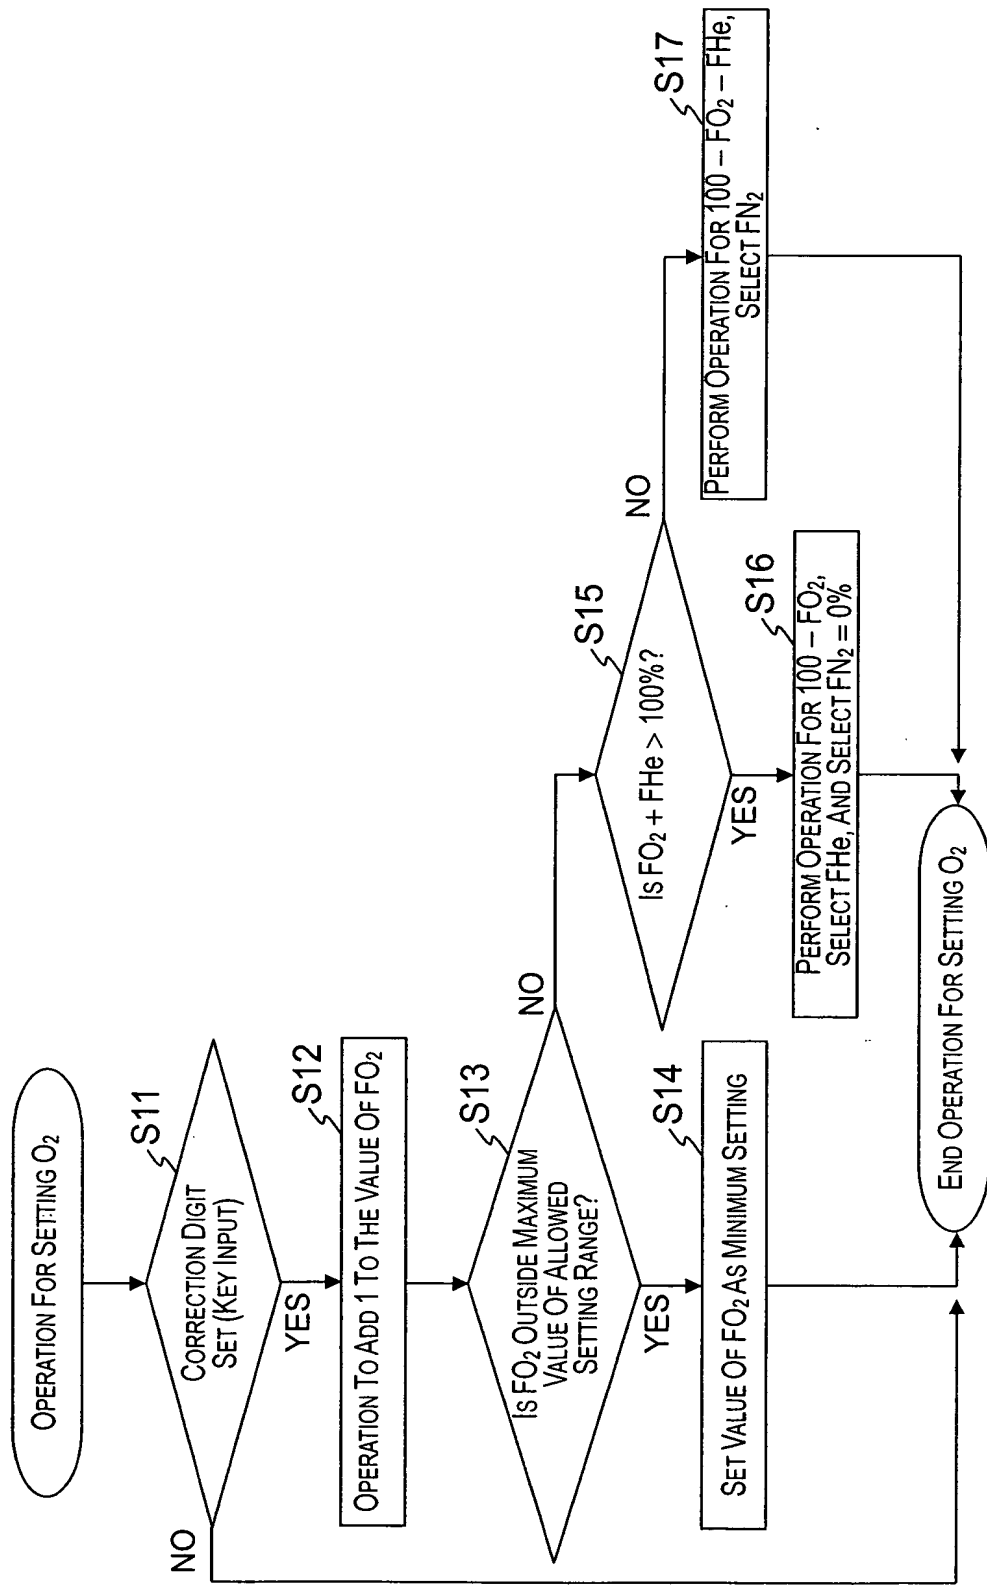 OPERATION FOR SETTING O₂
S11
CORRECTION DIGIT
SET (KEY INPUT)
NO
YES
S12
OPERATION TO ADD 1 TO THE VALUE OF FO₂
S13
IS FO₂ OUTSIDE MAXIMUM
VALUE OF ALLOWED
SETTING RANGE?
NO
YES
S14
SET VALUE OF FO₂ AS MINIMUM SETTING
S15
IS FO₂ + FHe > 100%?
NO
YES
S16
PERFORM OPERATION FOR 100 – FO₂,
SELECT FHe, AND SELECT FN₂ = 0%
S17
PERFORM OPERATION FOR 100 – FO₂ – FHe,
SELECT FN₂
END OPERATION FOR SETTING O₂